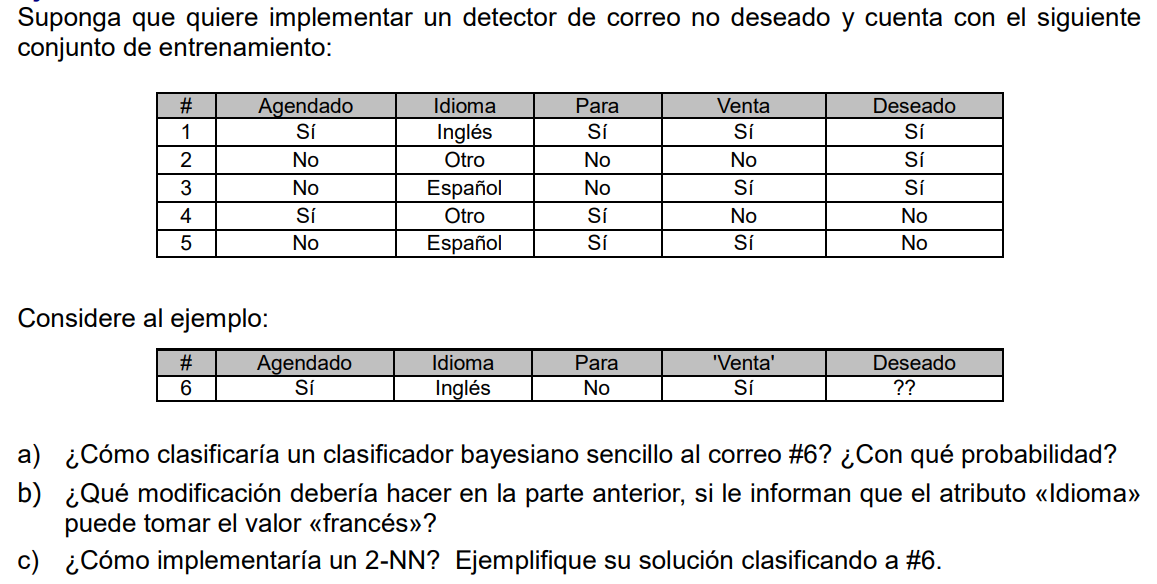 Suponga que quiere implementar un detector de correo no deseado y cuenta con el siguiente
conjunto de entrenamiento:
# Agendado Idioma Para Venta Deseado
1 Sí Inglés Sí Sí Sí
2 No Otro No No Sí
3 No Español No Sí Sí
4 Sí Otro Sí No No
5 No Español Sí Sí No
Considere al ejemplo:
# Agendado Idioma Para 'Venta' Deseado
6 Sí Inglés No Sí ??
a) ¿Cómo clasificaría un clasificador bayesiano sencillo al correo #6? ¿Con qué probabilidad?
b) ¿Qué modificación debería hacer en la parte anterior, si le informan que el atributo «Idioma»
puede tomar el valor «francés»?
c) ¿Cómo implementaría un 2-NN? Ejemplifique su solución clasificando a #6.